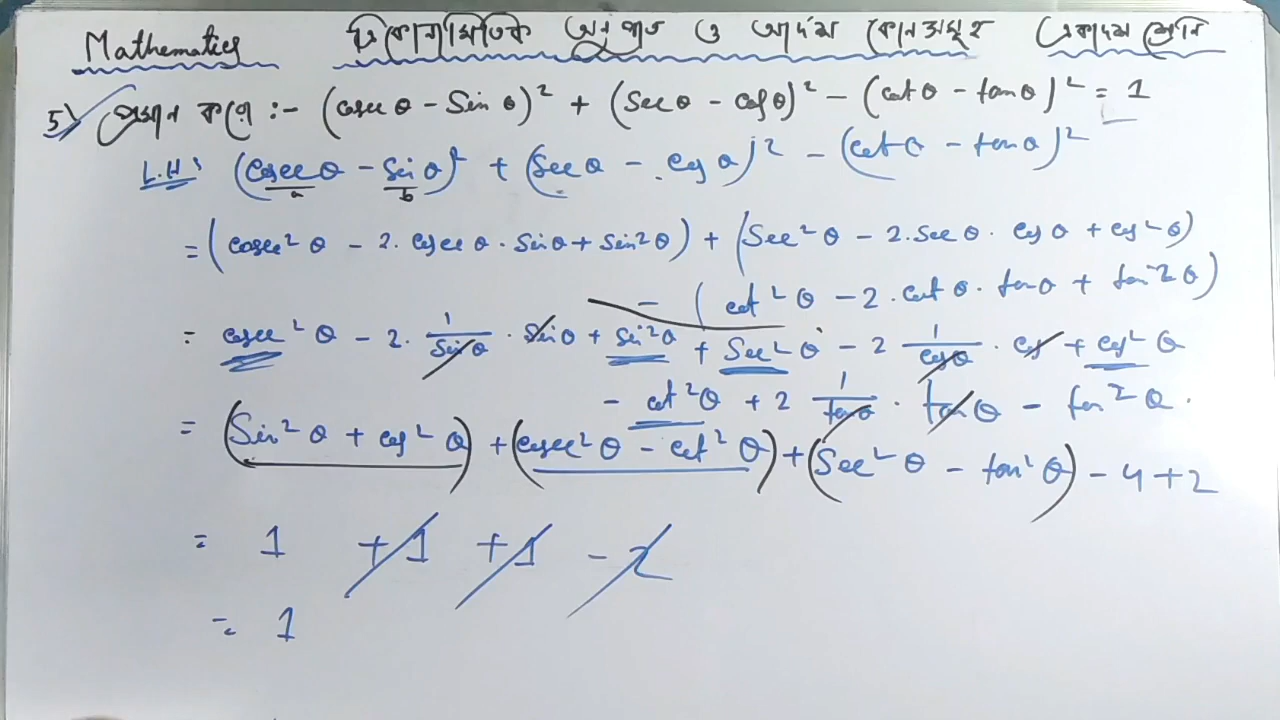 Mathematics ত্রিকোনামিতিক অনুপাত ও আদর্শ কোনসমূহ একাদশ শ্রেনি
5) প্রমান করো :- (cosec θ - Sin θ)² + (Sec θ - cos θ)² - (cot θ - tan θ)² = 1
L.H: (cosec θ - Sin θ)² + (Sec θ - cos θ)² - (cot θ - tan θ)²
a b
= (cosec² θ - 2. cosec θ . Sin θ + sin² θ) + (Sec² θ - 2. Sec θ . cos θ + cos² θ)
- (cot² θ - 2. cot θ . tan θ + tan² θ)
= cosec² θ - 2. 1/Sin θ . Sin θ + Sin² θ + Sec² θ - 2 1/cos θ . cos + cos² θ
- cot² θ + 2 1/tan θ . tan θ - tan² θ.
= (Sin² θ + cos² θ) + (cosec² θ - cot² θ) + (Sec² θ - tan² θ) - 4 + 2
= 1 + 1 + 1 - 2
= 1